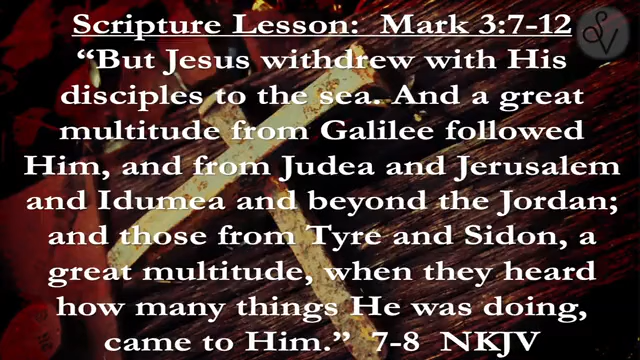 Scripture Lesson:  Mark 3:7-12
SV
“But Jesus withdrew with His
disciples to the sea. And a great
multitude from Galilee followed
Him, and from Judea and Jerusalem
and Idumea and beyond the Jordan;
and those from Tyre and Sidon, a
great multitude, when they heard
how many things He was doing,
came to Him.”  7-8  NKJV